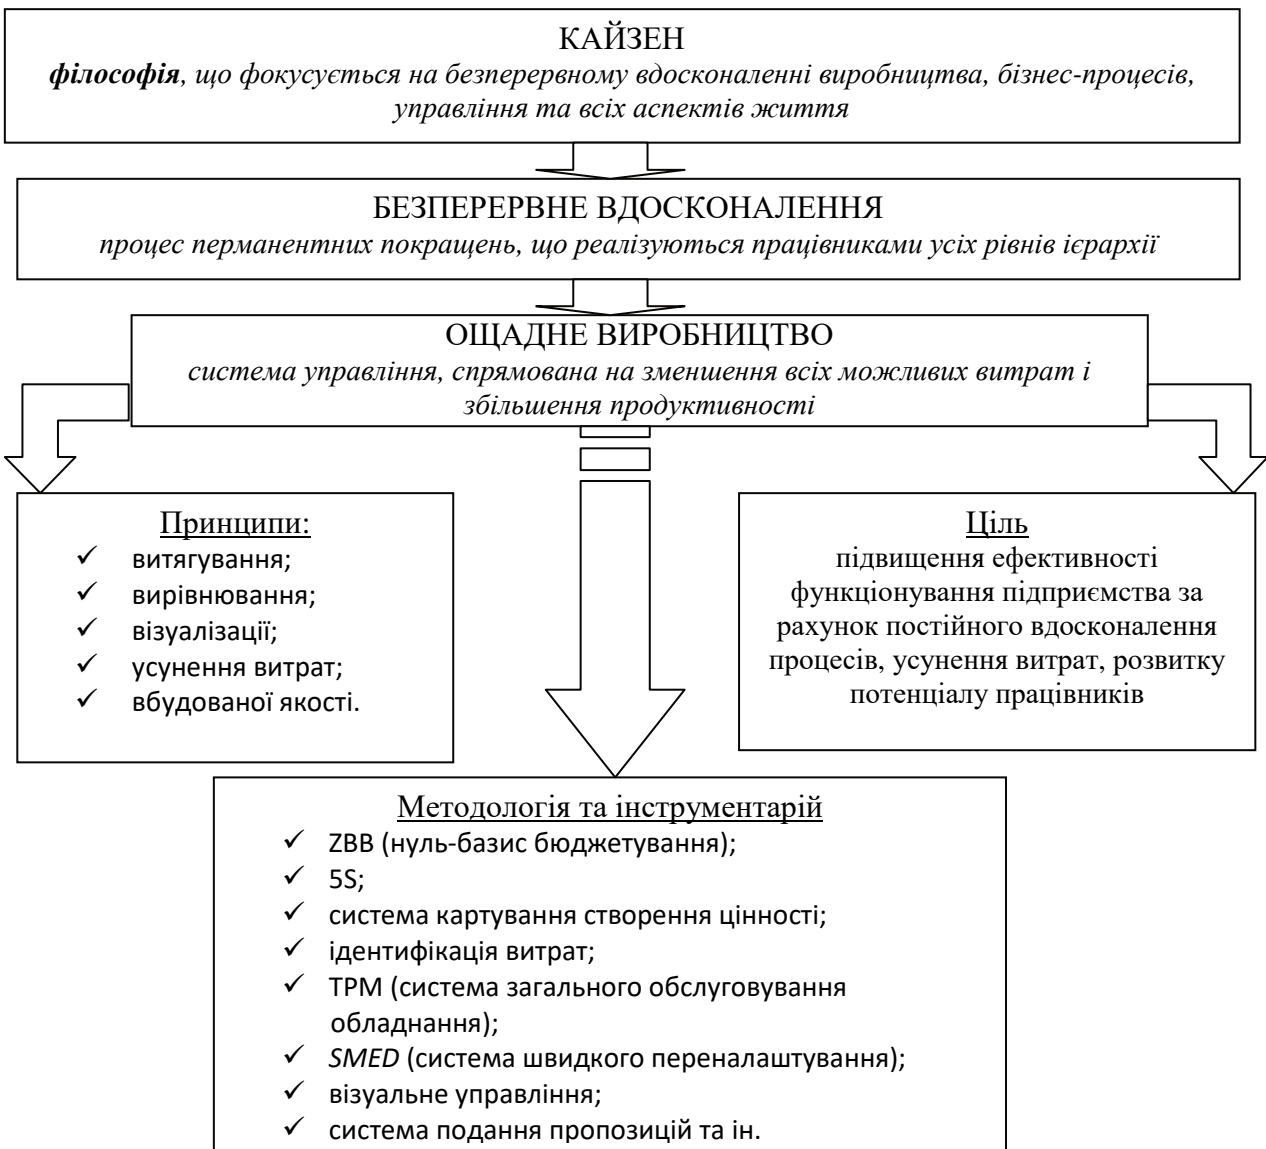 КАЙЗЕН
філософія, що фокусується на безперервному вдосконаленні виробництва, бізнес-процесів,
управління та всіх аспектів життя
БЕЗПЕРЕРВНЕ ВДОСКОНАЛЕННЯ
процес перманентних покращень, що реалізуються працівниками усіх рівнів ієрархії
ОЩАДНЕ ВИРОБНИЦТВО
система управління, спрямована на зменшення всіх можливих витрат і
збільшення продуктивності
Принципи:
✓ витягування;
✓ вирівнювання;
✓ візуалізації;
✓ усунення витрат;
✓ вбудованої якості.
Ціль
підвищення ефективності
функціонування підприємства за
рахунок постійного вдосконалення
процесів, усунення витрат, розвитку
потенціалу працівників
Методологія та інструментарій
✓ ZBB (нуль-базис бюджетування);
✓ 5S;
✓ система картування створення цінності;
✓ ідентифікація витрат;
✓ TPM (система загального обслуговування
обладнання);
✓ SMED (система швидкого переналаштування);
✓ візуальне управління;
✓ система подання пропозицій та ін.